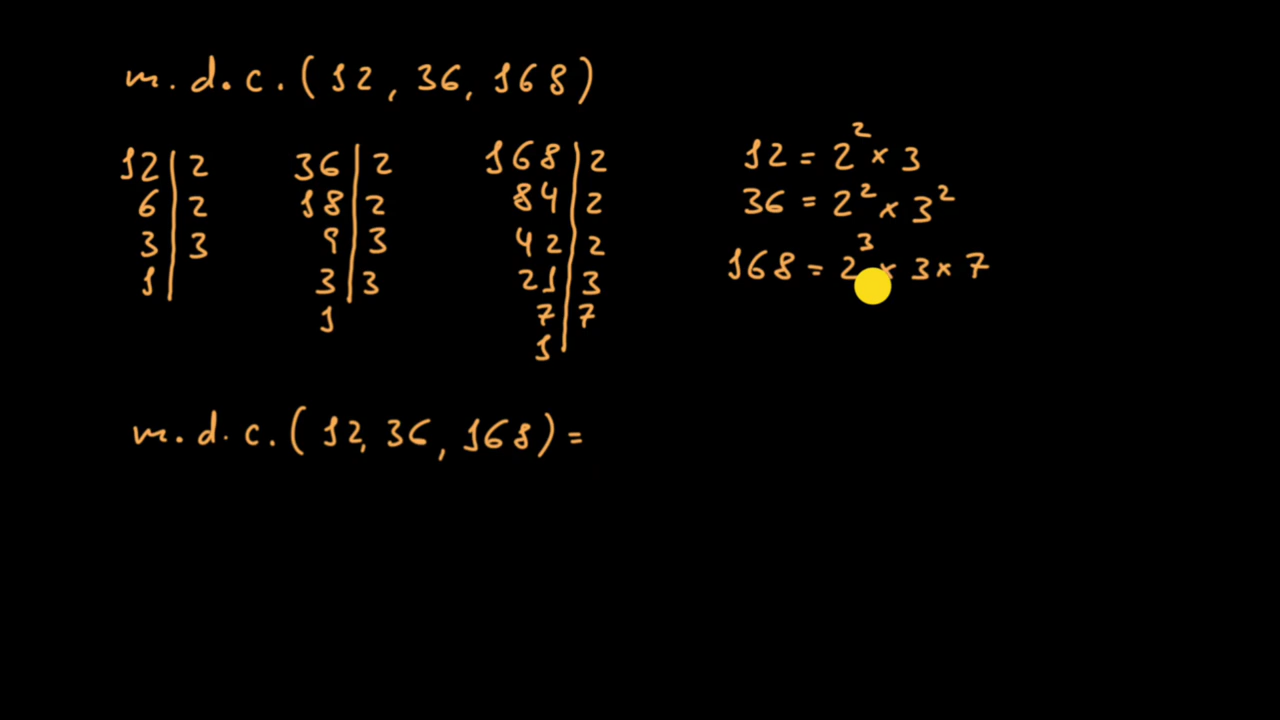 m.d.c.(12, 36, 168)
12 | 2
6 | 2
3 | 3
1 |
36 | 2
18 | 2
9 | 3
3 | 3
1
168 | 2
84 | 2
42 | 2
21 | 3
7 | 7
1
12 = 2² × 3
36 = 2² × 3²
168 = 2³ × 3 × 7
m.d.c.(12, 36, 168) =